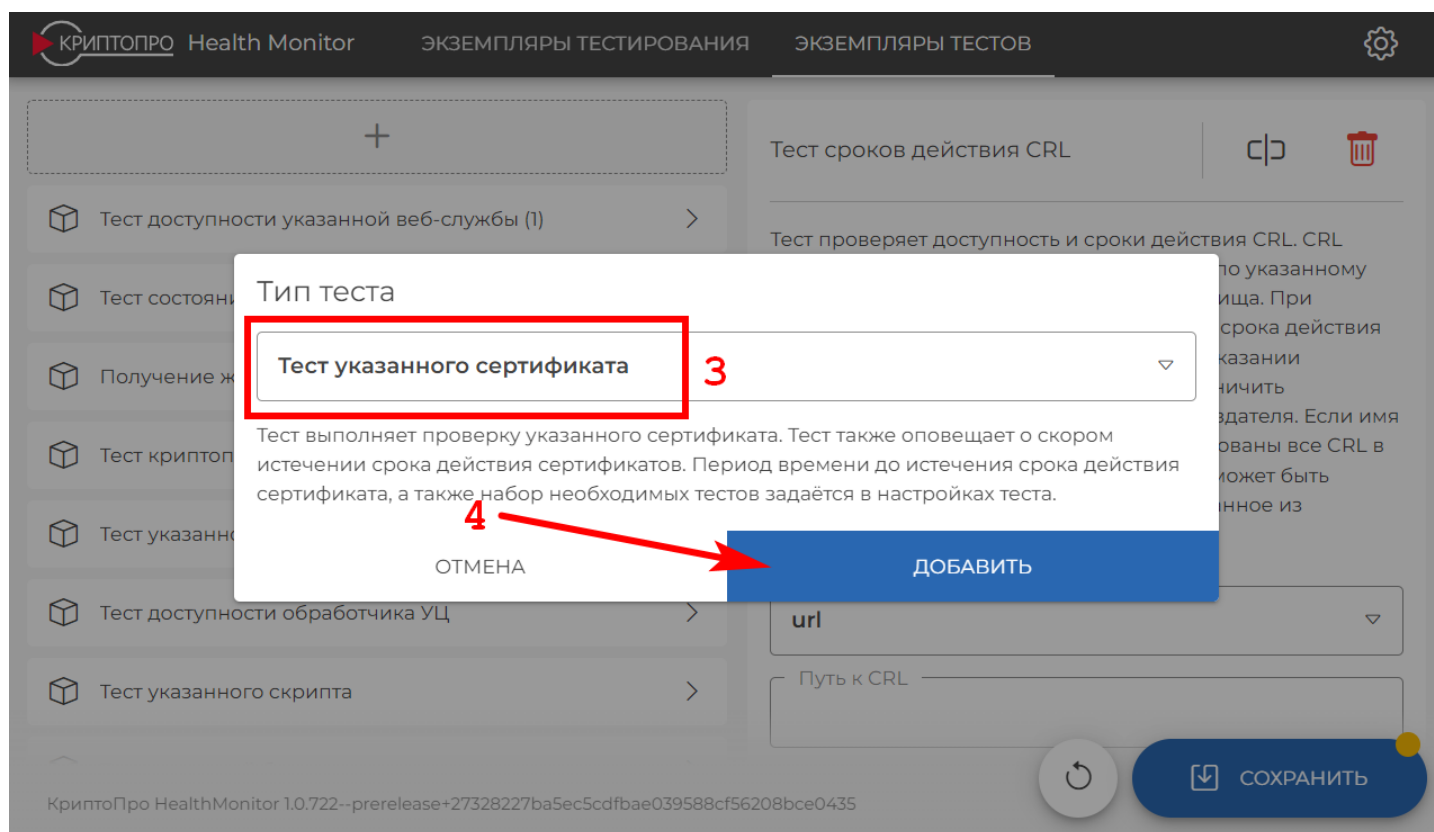 КРИПТОПРО Health Monitor ЭКЗЕМПЛЯРЫ ТЕСТИРОВАНИЯ ЭКЗЕМПЛЯРЫ ТЕСТОВ
+
Тест доступности указанной веб-службы (1)
Тест состояни
Получение ж
Тест криптоп
Тест указанно
Тест доступности обработчика УЦ
Тест указанного скрипта
Тест сроков действия CRL
Тест проверяет доступность и сроки действия CRL. CRL
по указанному
ища. При
срока действия
казании
ничить
здателя. Если имя
ованы все CRL в
может быть
нное из
url
Путь к CRL
Тип теста
Тест указанного сертификата
3
Тест выполняет проверку указанного сертификата. Тест также оповещает о скором
истечении срока действия сертификатов. Период времени до истечения срока действия
сертификата, а также набор необходимых тестов задаётся в настройках теста.
4
ОТМЕНА ДОБАВИТЬ
СОХРАНИТЬ
КриптоПро HealthMonitor 1.0.722--prerelease+27328227ba5ec5cdfbae039588cf56208bce0435